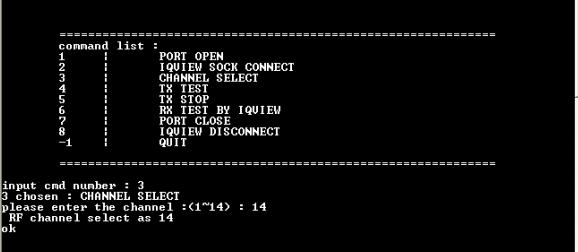 ============================================================
command list :
1 ¦ PORT OPEN
2 ¦ IQVIEW SOCK CONNECT
3 ¦ CHANNEL SELECT
4 ¦ TX TEST
5 ¦ TX STOP
6 ¦ RX TEST BY IQVIEW
7 ¦ PORT CLOSE
8 ¦ IQVIEW DISCONNECT
-1 ¦ QUIT
============================================================
input cmd number : 3
3 chosen : CHANNEL SELECT
please enter the channel :(1~14) : 14
RF channel select as 14
ok